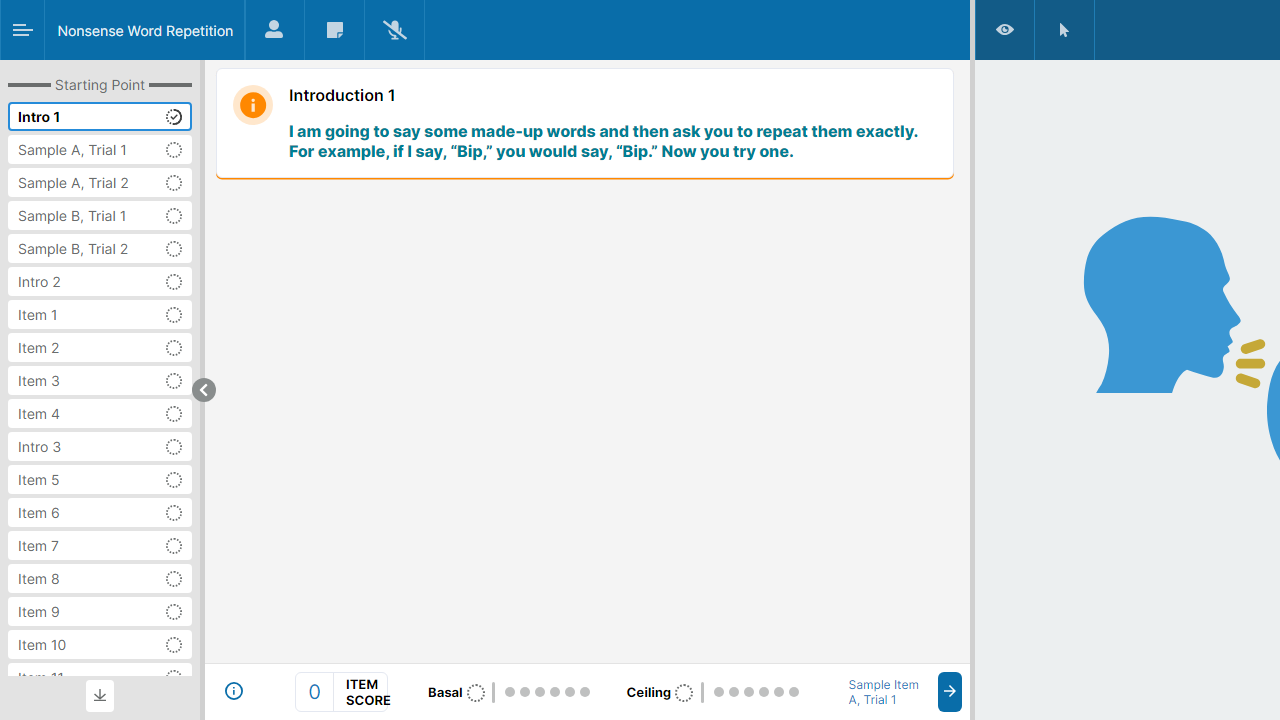 Nonsense Word Repetition
Starting Point
Intro 1
Sample A, Trial 1
Sample A, Trial 2
Sample B, Trial 1
Sample B, Trial 2
Intro 2
Item 1
Item 2
Item 3
Item 4
Intro 3
Item 5
Item 6
Item 7
Item 8
Item 9
Item 10
Item 11
Introduction 1
I am going to say some made-up words and then ask you to repeat them exactly.
For example, if I say, “Bip,” you would say, “Bip.” Now you try one.
0
ITEM
SCORE
Basal
Ceiling
Sample Item
A, Trial 1